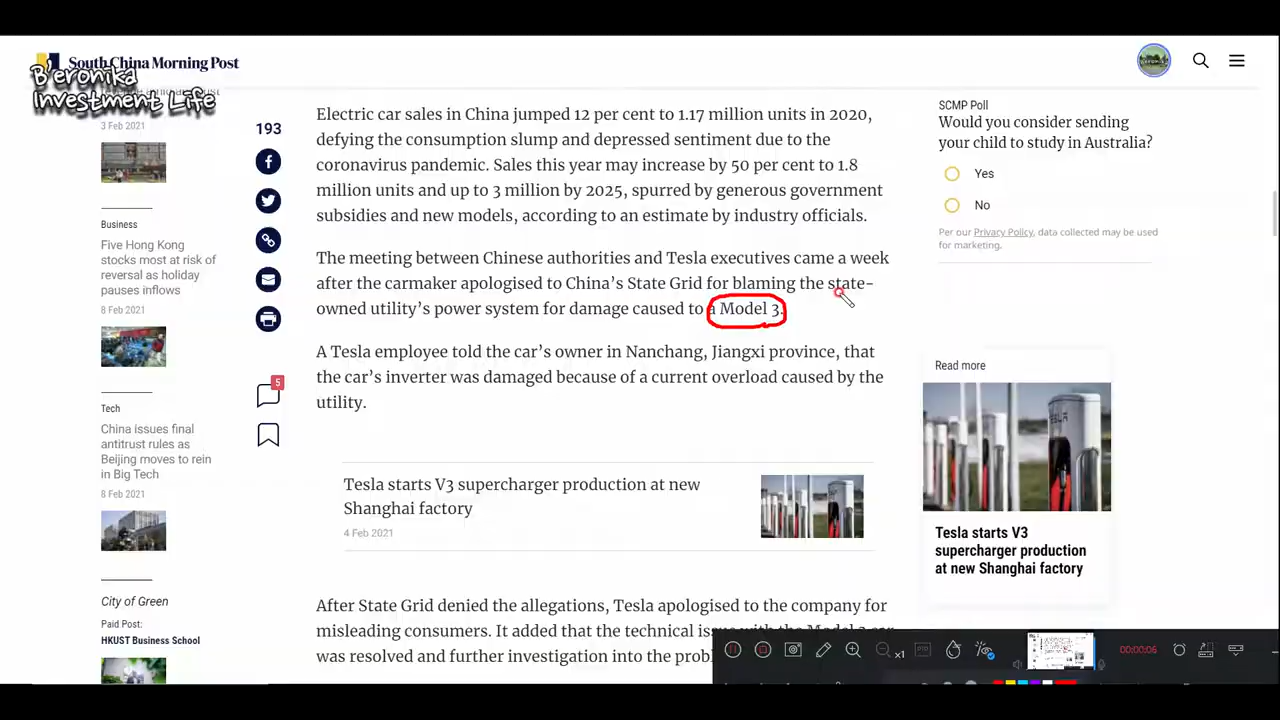 South China Morning Post
B'eronika
Investment Life
3 Feb 2021
Business
Five Hong Kong
stocks most at risk of
reversal as holiday
pauses inflows
8 Feb 2021
Tech
China issues final
antitrust rules as
Beijing moves to rein
in Big Tech
8 Feb 2021
City of Green
Paid Post:
HKUST Business School
193
5
Electric car sales in China jumped 12 per cent to 1.17 million units in 2020,
defying the consumption slump and depressed sentiment due to the
coronavirus pandemic. Sales this year may increase by 50 per cent to 1.8
million units and up to 3 million by 2025, spurred by generous government
subsidies and new models, according to an estimate by industry officials.
The meeting between Chinese authorities and Tesla executives came a week
after the carmaker apologised to China's State Grid for blaming the state-
owned utility's power system for damage caused to a Model 3.
A Tesla employee told the car's owner in Nanchang, Jiangxi province, that
the car's inverter was damaged because of a current overload caused by the
utility.
Tesla starts V3 supercharger production at new
Shanghai factory
4 Feb 2021
After State Grid denied the allegations, Tesla apologised to the company for
misleading consumers. It added that the technical issue with the Model 3 car
was resolved and further investigation into the
SCMP Poll
Would you consider sending
your child to study in Australia?
Yes
No
Per our Privacy Policy, data collected may be used
for marketing.
Read more
TESLA
Tesla starts V3
supercharger production
at new Shanghai factory
x1
00:00:06